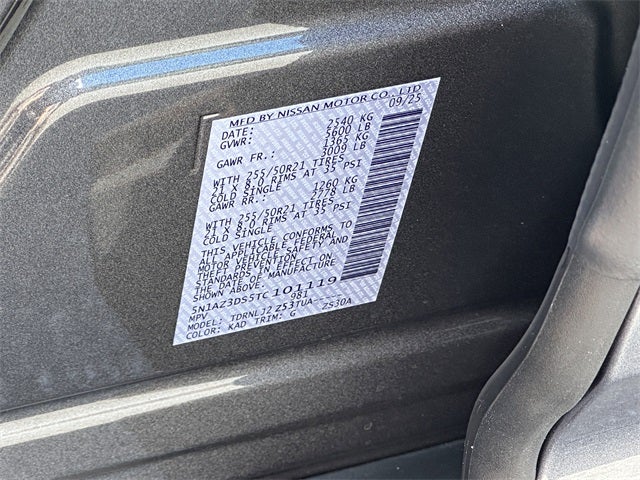 MFD BY NISSAN MOTOR CO., LTD
DATE: 09/25
GVWR: 2540 KG
5600 LB
GAWR FR.: 1365 KG
3009 LB
WITH 255/50R21 TIRES
21 X 8.0 RIMS AT 35 PSI
COLD SINGLE
GAWR RR.: 1260 KG
2778 LB
WITH 255/50R21 TIRES
21 X 8.0 RIMS AT 35 PSI
COLD SINGLE
THIS VEHICLE CONFORMS TO
ALL APPLICABLE FEDERAL
MOTOR VEHICLE SAFETY AND
THEFT PREVENTION
STANDARDS IN EFFECT ON
THE DATE OF MANUFACTURE
SHOWN ABOVE.
5N1AZ3DS5TC101119
MPV 981
MODEL: TDRNLJ2 Z53TUA- ZS30A
COLOR: KAD TRIM: G